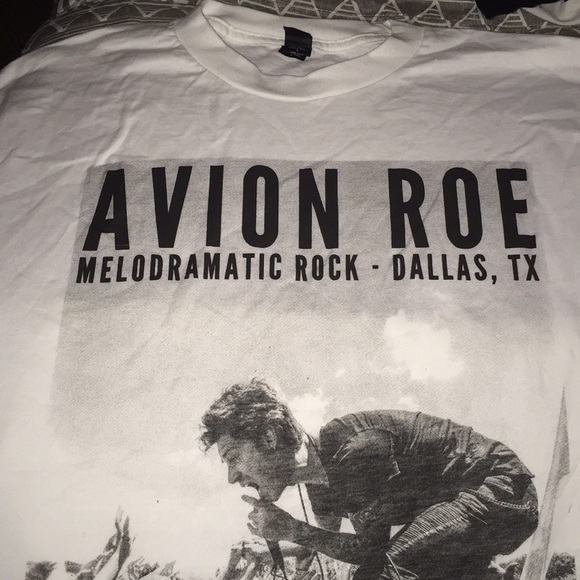 AVION ROE
MELODRAMATIC ROCK - DALLAS, TX